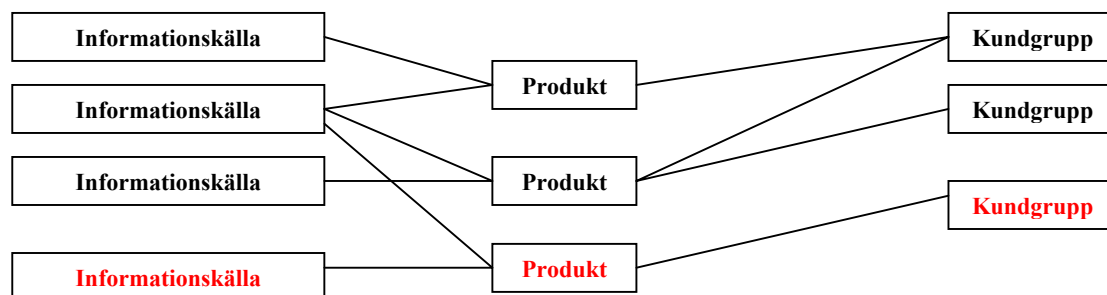 Informationskälla
Kundgrupp
Produkt
Informationskälla
Kundgrupp
Informationskälla
Produkt
Kundgrupp
Informationskälla
Produkt